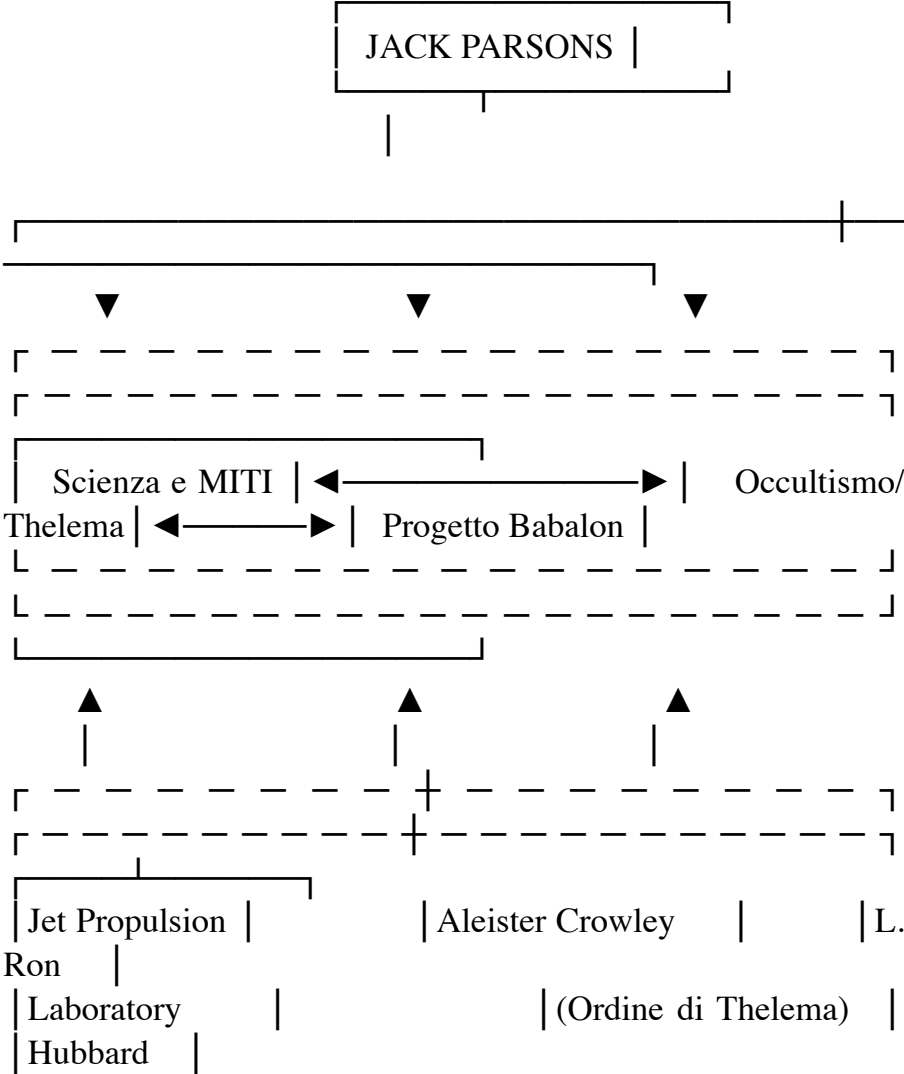 JACK PARSONS
Scienza e MITI
Occultismo/
Thelema
Progetto Babalon
Jet Propulsion
Aleister Crowley
L.
Ron
Laboratory
(Ordine di Thelema)
Hubbard